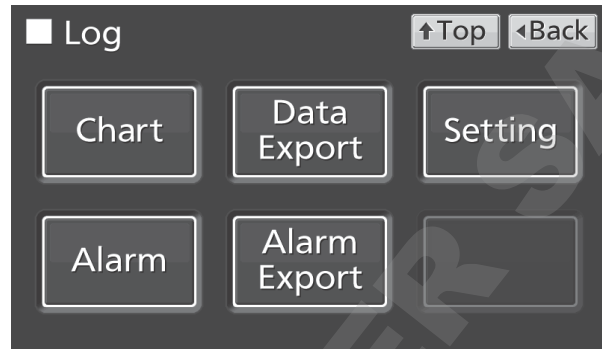 Log
↑Top
◂Back
Chart
Data
Export
Setting
Alarm
Alarm
Export